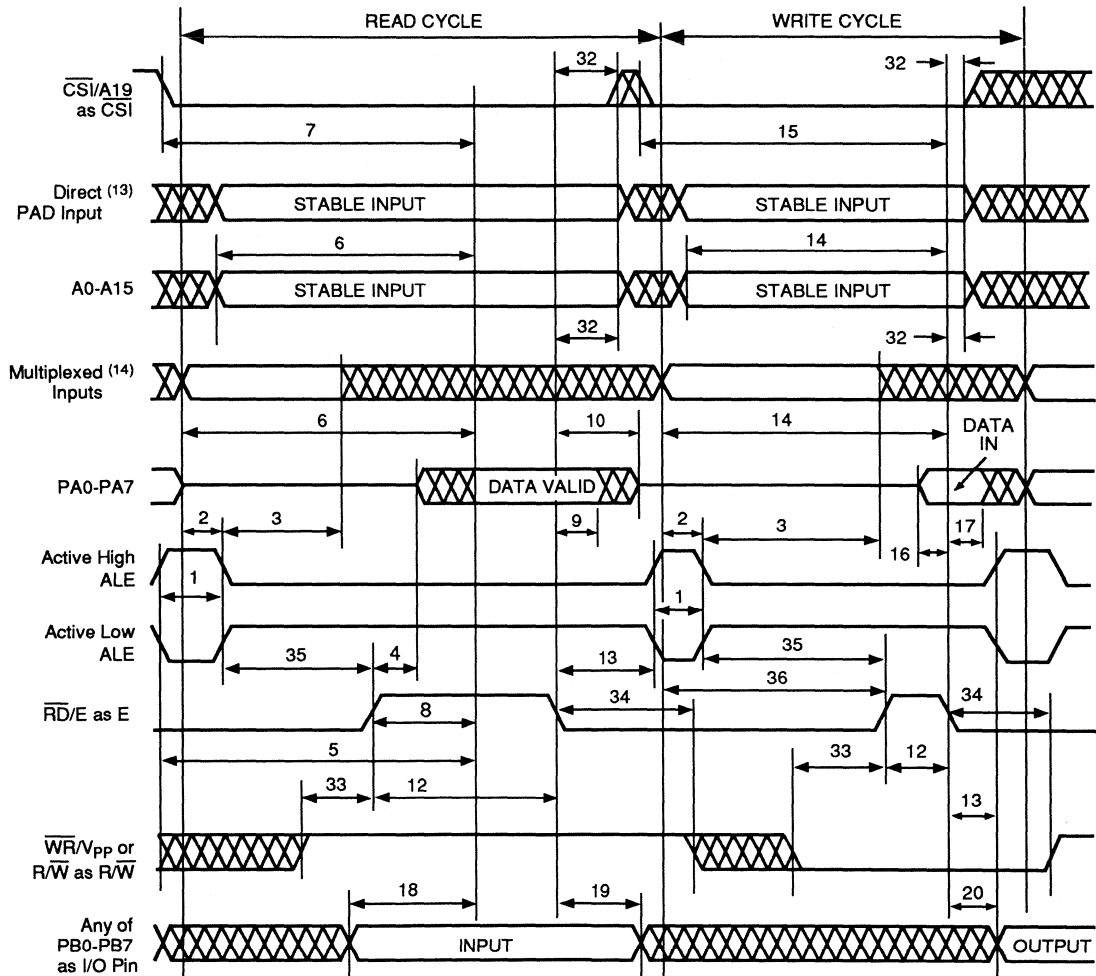 READ CYCLE
WRITE CYCLE
32
32
CSI/A19
as CSI
7
15
Direct (13)
PAD Input
STABLE INPUT
STABLE INPUT
6
14
A0-A15
STABLE INPUT
STABLE INPUT
32
32
Multiplexed (14)
Inputs
6
10
14
DATA
IN
PA0-PA7
DATA VALID
2
3
9
2
3
17
16
Active High
ALE
1
1
Active Low
ALE
35
4
13
35
36
RD/E as E
8
34
34
5
33
12
33
12
13
WR/VPP or
R/W as R/W
18
19
20
Any of
PB0-PB7
as I/O Pin
INPUT
OUTPUT